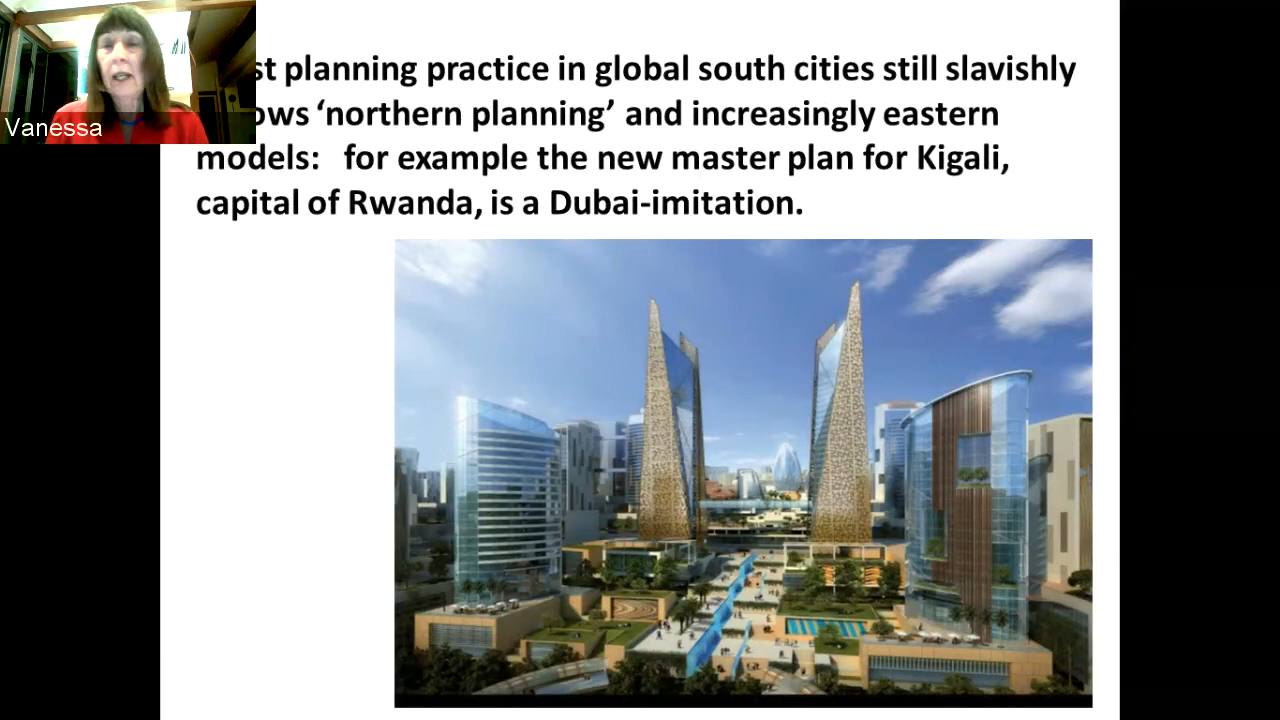 planning practice in global south cities still slavishly
‘northern planning’ and increasingly eastern
models: for example the new master plan for Kigali,
capital of Rwanda, is a Dubai-imitation.
Vanessa